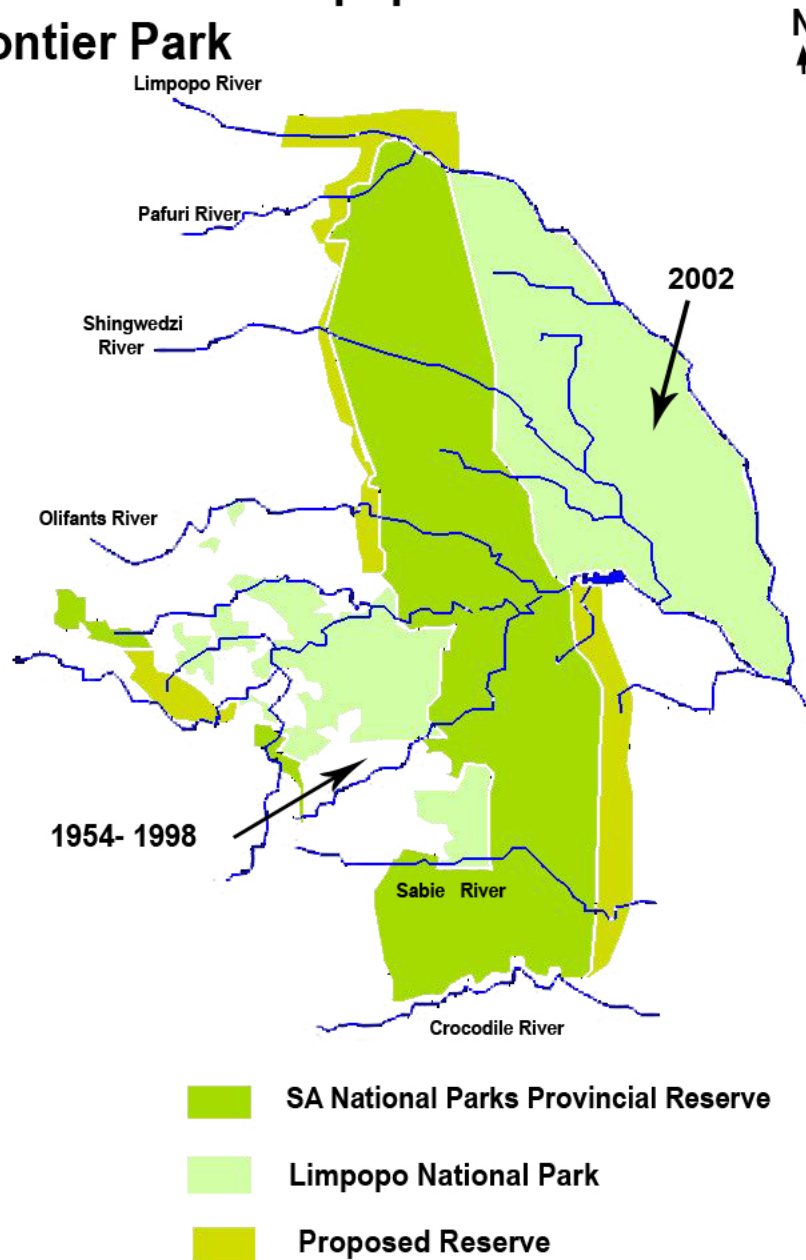 ontier Park
N
Limpopo River
Pafuri River
2002
Shingwedzi
River
Olifants River
1954- 1998
Sabie River
Crocodile River
SA National Parks Provincial Reserve
Limpopo National Park
Proposed Reserve